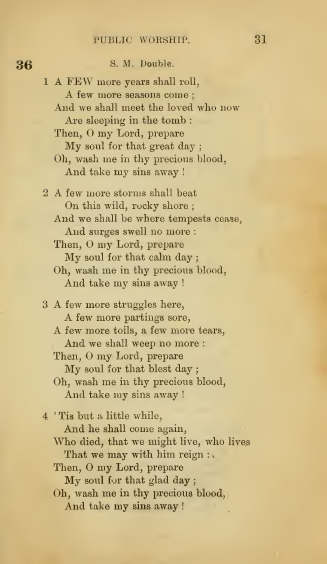 PUBLIC WORSHIP. 31
36 S. M. Double.
1 A FEW more years shall roll,
A few more seasons come ;
And we shall meet the loved who now
Are sleeping in the tomb :
Then, O my Lord, prepare
My soul for that great day ;
Oh, wash me in thy precious blood,
And take my sins away !
2 A few more storms shall beat
On this wild, rocky shore ;
And we shall be where tempests cease,
And surges swell no more :
Then, O my Lord, prepare
My soul for that calm day ;
Oh, wash me in thy precious blood,
And take my sins away !
3 A few more struggles here,
A few more partings sore,
A few more toils, a few more tears,
And we shall weep no more :
Then, O my Lord, prepare
My soul for that blest day ;
Oh, wash me in thy precious blood,
And take my sins away !
4 ' Tis but a little while,
And he shall come again,
Who died, that we might live, who lives
That we may with him reign :
Then, O my Lord, prepare
My soul for that glad day ;
Oh, wash me in thy precious blood,
And take my sins away !